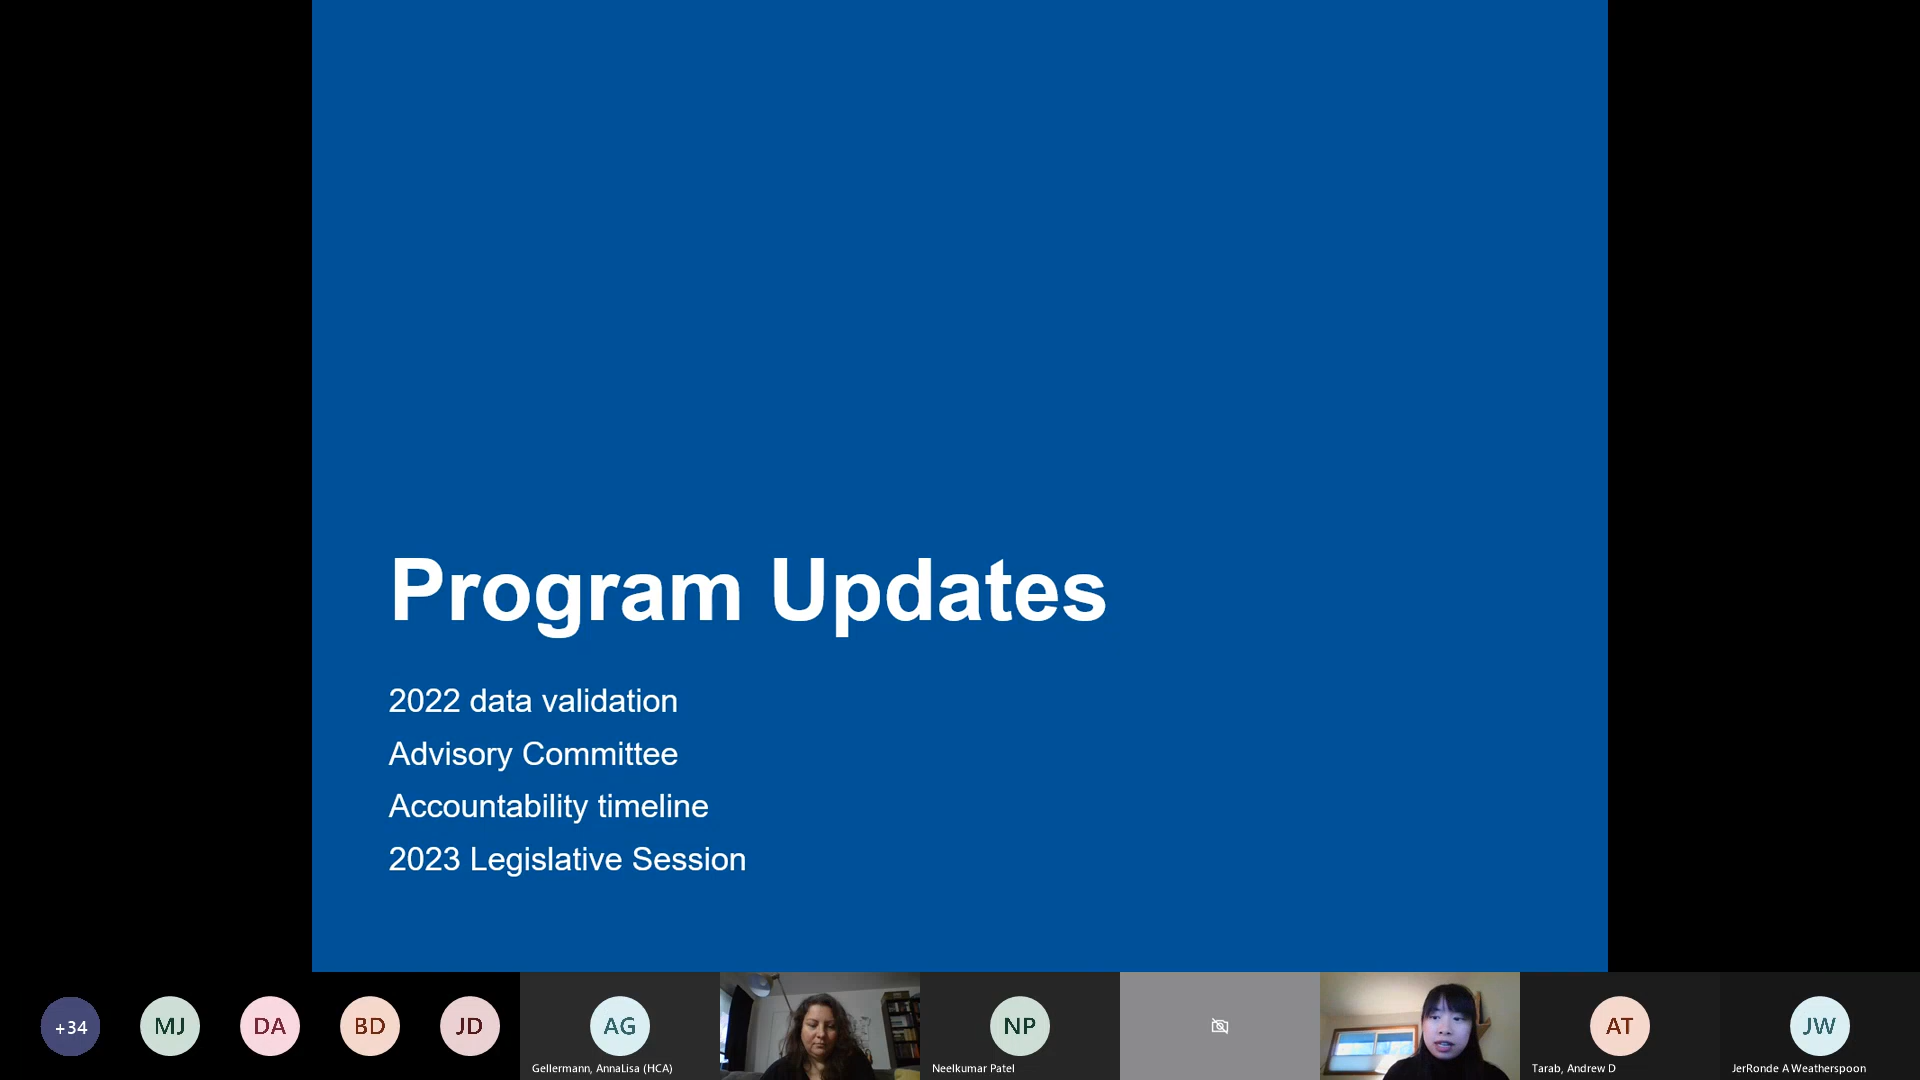 Program Updates
2022 data validation
Advisory Committee
Accountability timeline
2023 Legislative Session
+34
MJ
DA
BD
JD
AG
NP
AT
JW
Gellermann, AnnaLisa (HCA)
Neelkumar Patel
Tarab, Andrew D
JerRonde A Weatherspoon